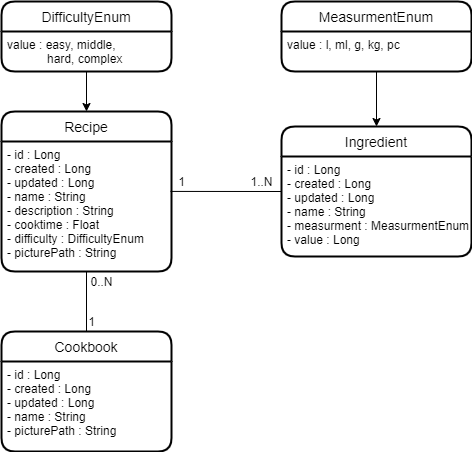 DifficultyEnum
value : easy, middle,
hard, complex
MeasurmentEnum
value : l, ml, g, kg, pc
Recipe
- id : Long
- created : Long
- updated : Long
- name : String
- description : String
- cooktime : Float
- difficulty : DifficultyEnum
- picturePath : String
1
1..N
Ingredient
- id : Long
- created : Long
- updated : Long
- name : String
- measurment : MeasurmentEnum
- value : Long
0..N
1
Cookbook
- id : Long
- created : Long
- updated : Long
- name : String
- picturePath : String